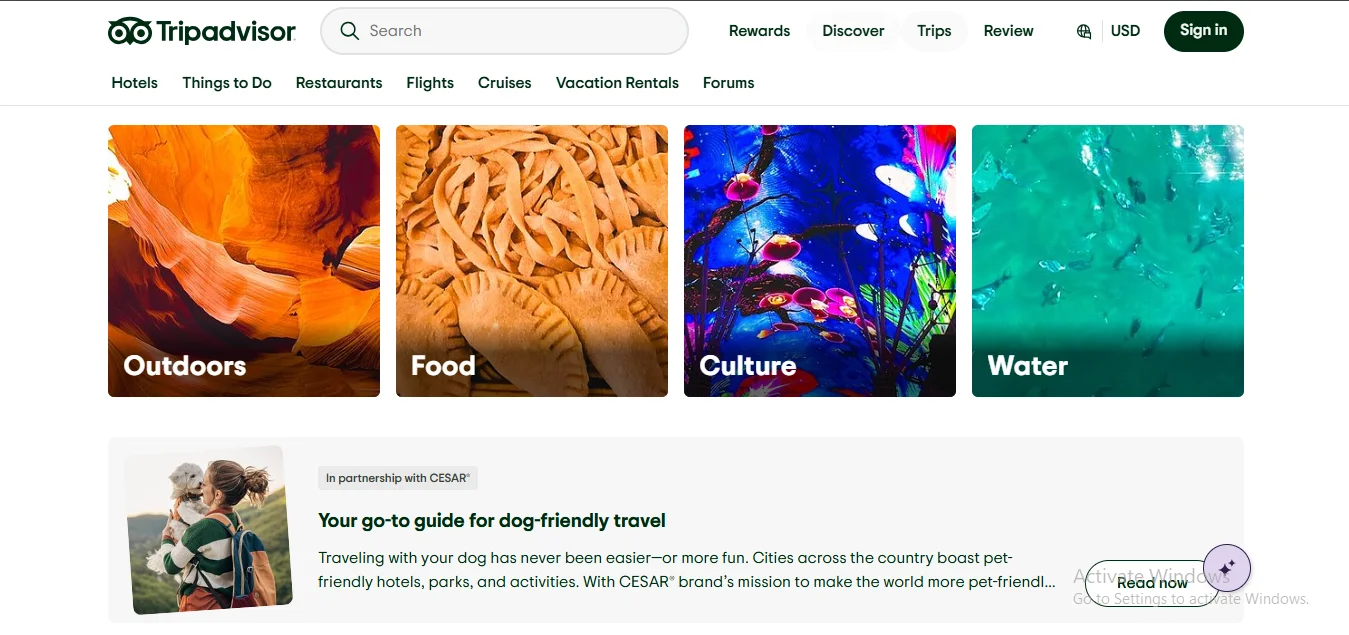 Tripadvisor
Search
Rewards
Discover
Trips
Review
USD
Sign in
Hotels
Things to Do
Restaurants
Flights
Cruises
Vacation Rentals
Forums
Outdoors
Food
Culture
Water
In partnership with CESAR®
Your go-to guide for dog-friendly travel
Traveling with your dog has never been easier—or more fun. Cities across the country boast pet-
friendly hotels, parks, and activities. With CESAR® brand’s mission to make the world more pet-friendl...
Read now
Activate Windows
Go to Settings to activate Windows.